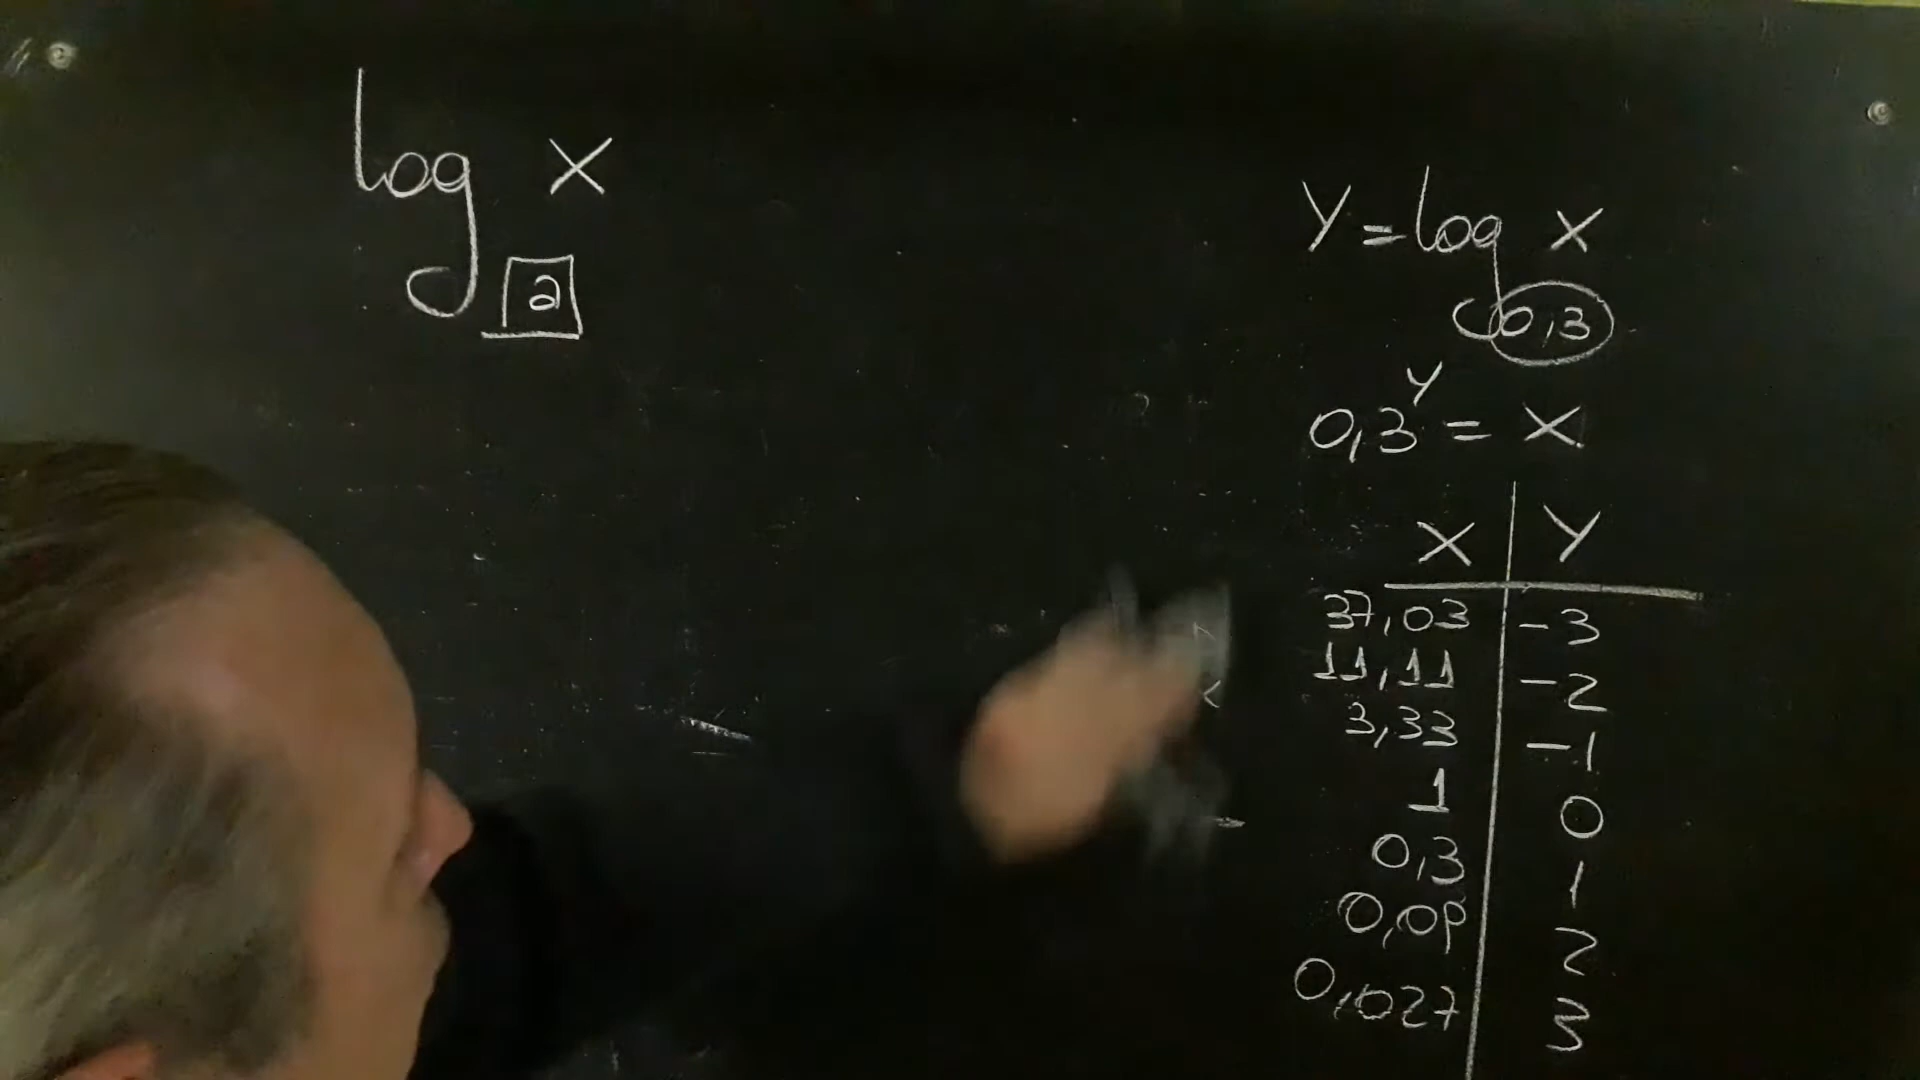 log x
a
Y = log x
0,3
0,3 Y = X
X Y
37,03 -3
11,11 -2
3,33 -1
1 0
0,3 1
0,09 2
0,027 3